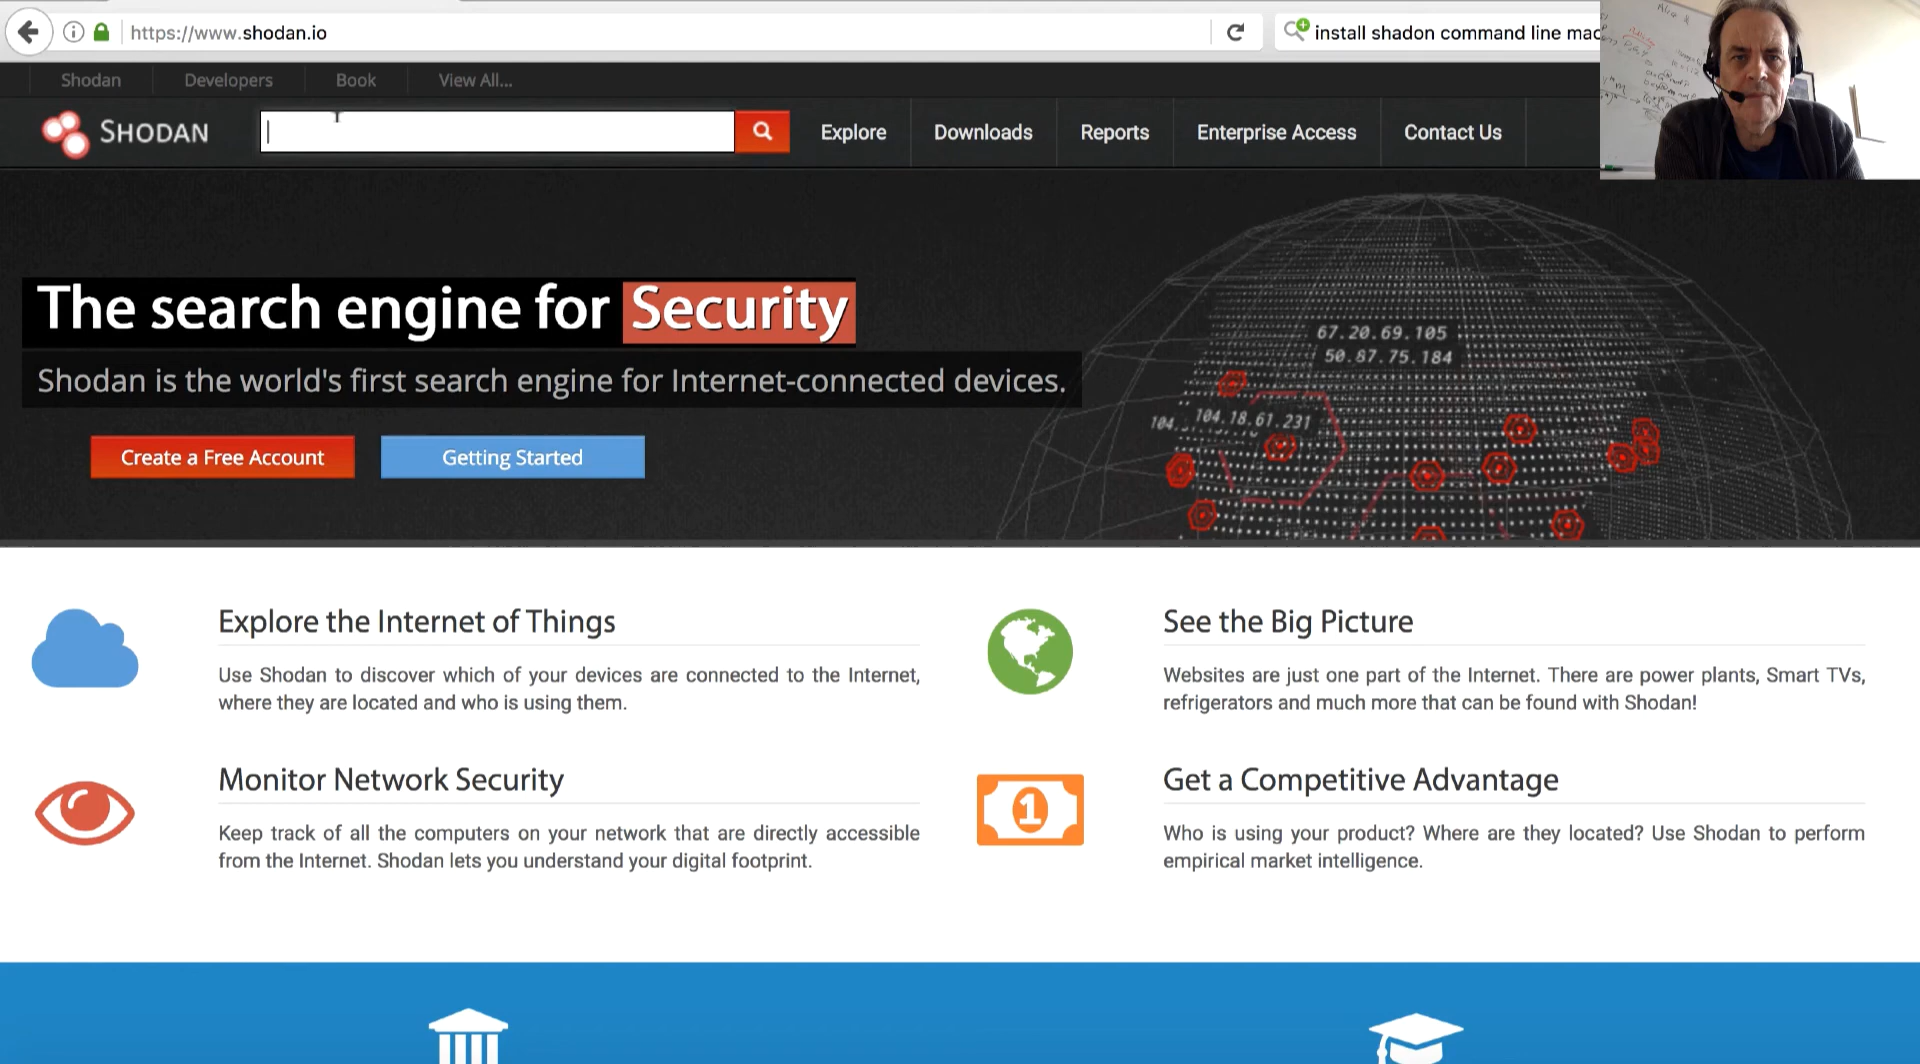 https://www.shodan.io
install shadon command line mac
Shodan
Developers
Book
View All...
SHODAN
Explore
Downloads
Reports
Enterprise Access
Contact Us
The search engine for Security
Shodan is the world's first search engine for Internet-connected devices.
Create a Free Account
Getting Started
67.20.69.105
50.87.75.184
104.18.61.231
104.
Explore the Internet of Things
Use Shodan to discover which of your devices are connected to the Internet,
where they are located and who is using them.
See the Big Picture
Websites are just one part of the Internet. There are power plants, Smart TVs,
refrigerators and much more that can be found with Shodan!
Monitor Network Security
Keep track of all the computers on your network that are directly accessible
from the Internet. Shodan lets you understand your digital footprint.
1
Get a Competitive Advantage
Who is using your product? Where are they located? Use Shodan to perform
empirical market intelligence.